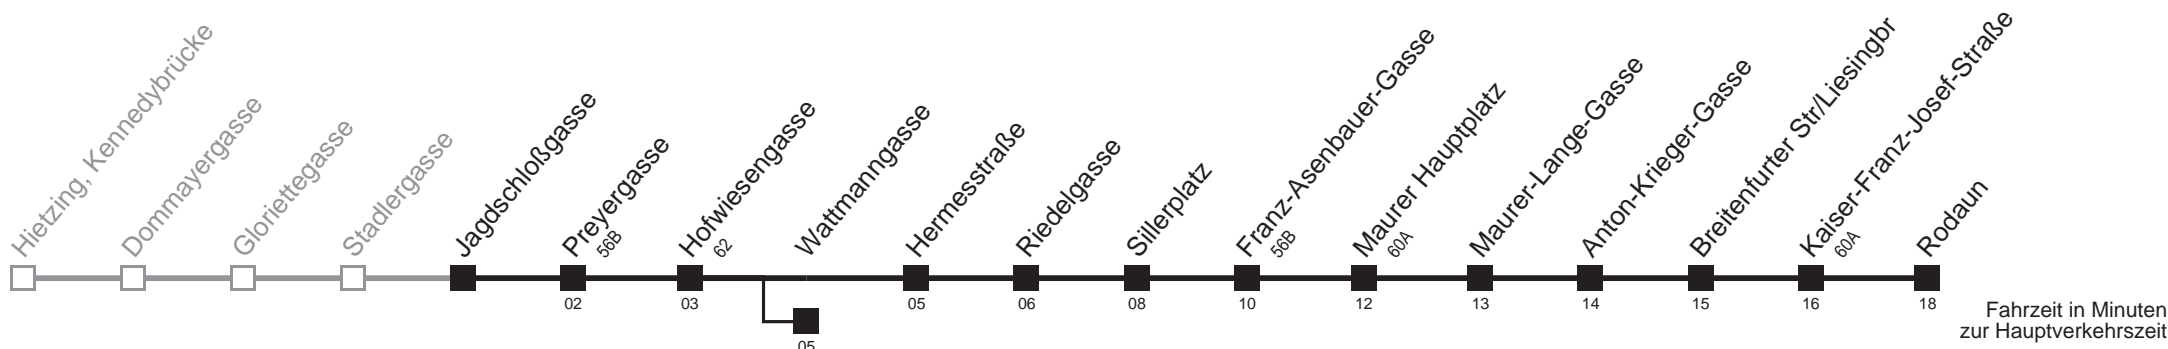 Hietzing, Kennedybrücke
Dommayergasse
Gloriettegasse
Stadlergasse
Jagdschloßgasse
Preyergasse
56B
Hofwiesengasse
62
Wattmanngasse
Hermesstraße
Riedelgasse
Sillerplatz
Franz-Asenbauer-Gasse
56B
Maurer Hauptplatz
60A
Maurer-Lange-Gasse
Anton-Krieger-Gasse
Breitenfurter Str/Liesingbr
Kaiser-Franz-Josef-Straße
60A
Rodaun
02
03
05
06
08
10
12
13
14
15
16
18
05
Fahrzeit in Minuten
zur Hauptverkehrszeit